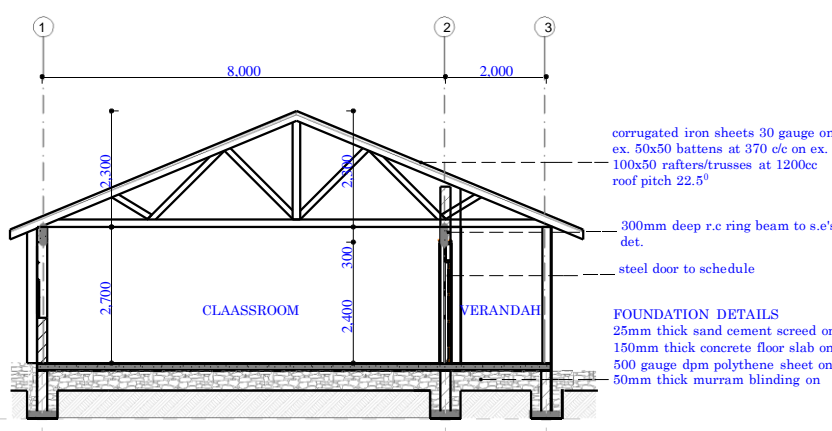 1
2
3
8,000
2,000
corrugated iron sheets 30 gauge on
ex. 50x50 battens at 370 c/c on ex.
100x50 rafters/trusses at 1200cc
roof pitch 22.5⁰
2,300
2,300
300mm deep r.c ring beam to s.e's
det.
300
steel door to schedule
2,700
2,400
CLAASSROOM
VERANDAH
FOUNDATION DETAILS
25mm thick sand cement screed on
150mm thick concrete floor slab on
500 gauge dpm polythene sheet on
50mm thick murram blinding on